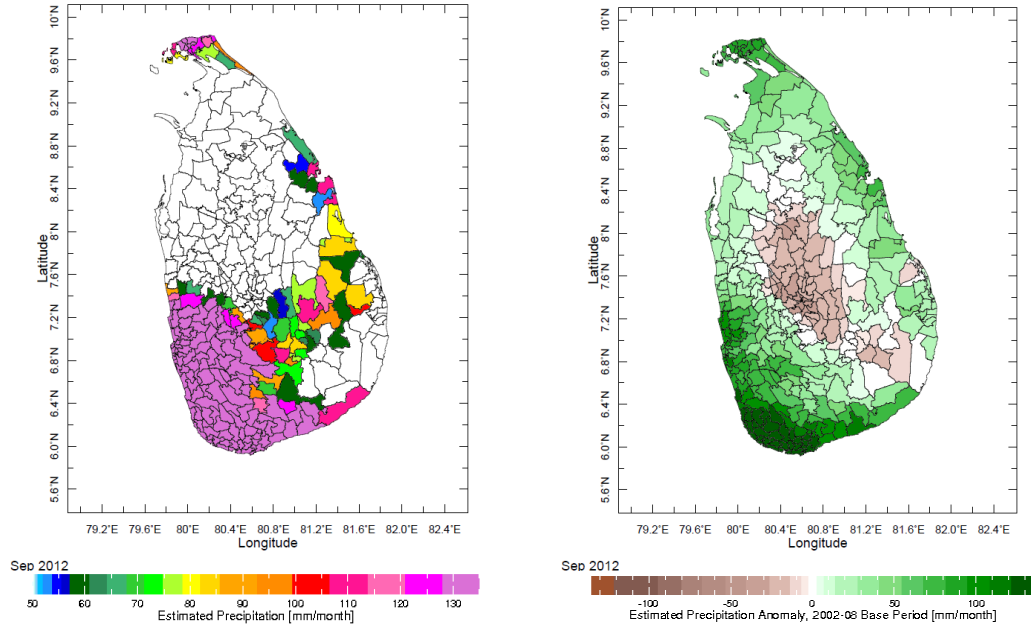 10˚N
9.6˚N
9.2˚N
8.8˚N
8.4˚N
8˚N
7.6˚N
7.2˚N
6.8˚N
6.4˚N
6.0˚N
5.6˚N
Latitude
79.2˚E 79.6˚E 80˚E 80.4˚E 80.8˚E 81.2˚E 81.6˚E 82.0˚E 82.4˚E
Longitude
Sep 2012
50 60 70 80 90 100 110 120 130
Estimated Precipitation [mm/month]
10˚N
9.6˚N
9.2˚N
8.8˚N
8.4˚N
8˚N
7.6˚N
7.2˚N
6.8˚N
6.4˚N
6.0˚N
5.6˚N
Latitude
79.2˚E 79.6˚E 80˚E 80.4˚E 80.8˚E 81.2˚E 81.6˚E 82.0˚E 82.4˚E
Longitude
Sep 2012
-100 -50 0 50 100
Estimated Precipitation Anomaly, 2002-08 Base Period [mm/month]